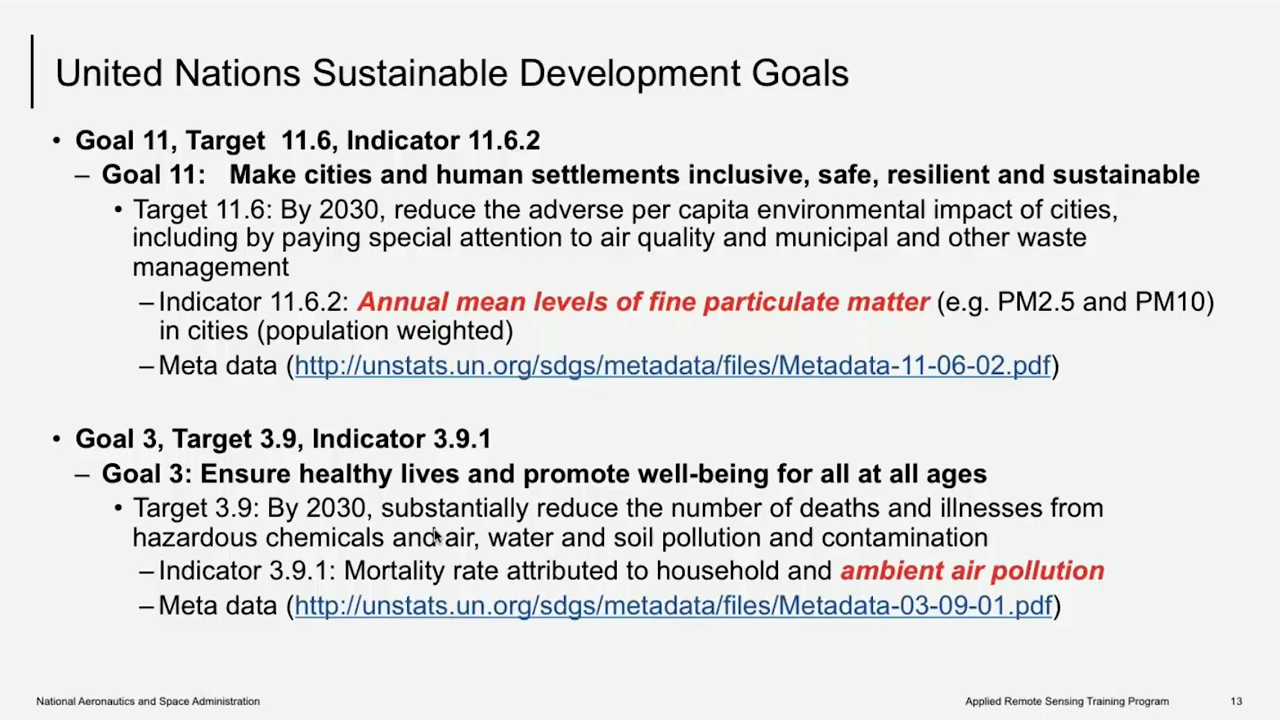 United Nations Sustainable Development Goals
• Goal 11, Target 11.6, Indicator 11.6.2
– Goal 11: Make cities and human settlements inclusive, safe, resilient and sustainable
• Target 11.6: By 2030, reduce the adverse per capita environmental impact of cities,
including by paying special attention to air quality and municipal and other waste
management
– Indicator 11.6.2: Annual mean levels of fine particulate matter (e.g. PM2.5 and PM10)
in cities (population weighted)
– Meta data (http://unstats.un.org/sdgs/metadata/files/Metadata-11-06-02.pdf)
• Goal 3, Target 3.9, Indicator 3.9.1
– Goal 3: Ensure healthy lives and promote well-being for all at all ages
• Target 3.9: By 2030, substantially reduce the number of deaths and illnesses from
hazardous chemicals and air, water and soil pollution and contamination
– Indicator 3.9.1: Mortality rate attributed to household and ambient air pollution
– Meta data (http://unstats.un.org/sdgs/metadata/files/Metadata-03-09-01.pdf)
National Aeronautics and Space Administration
Applied Remote Sensing Training Program
13